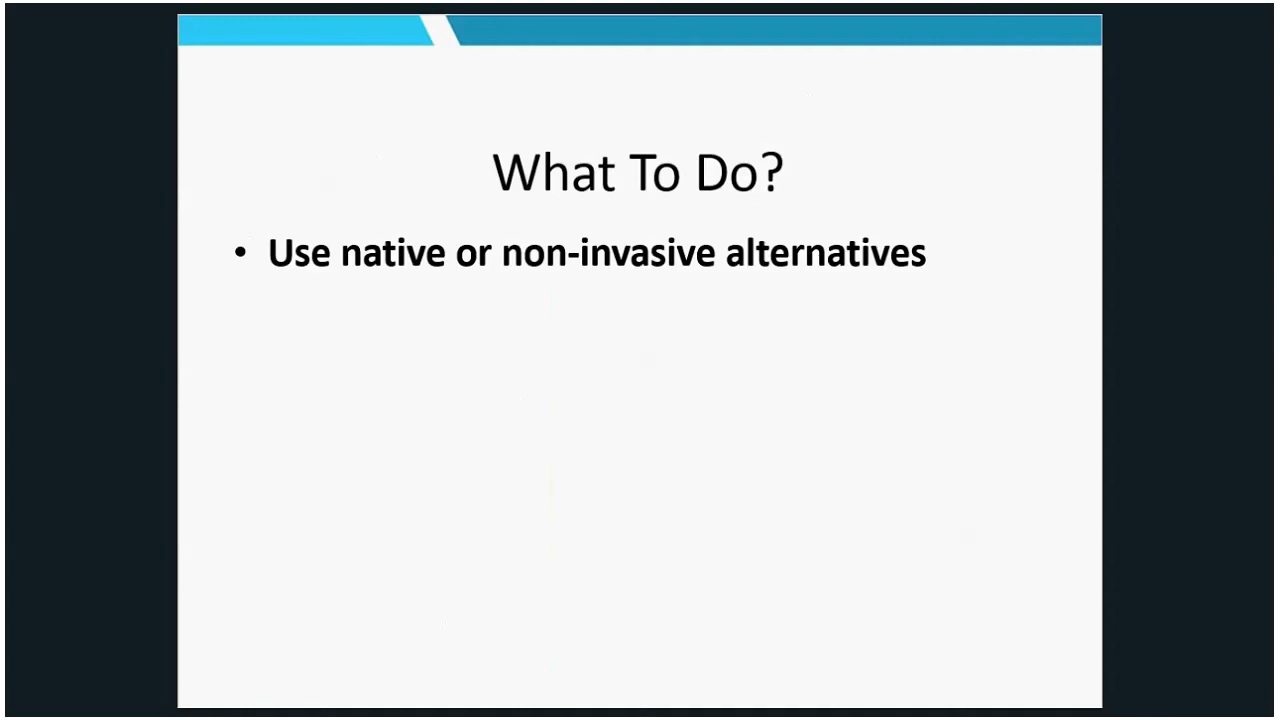 What To Do?
• Use native or non-invasive alternatives